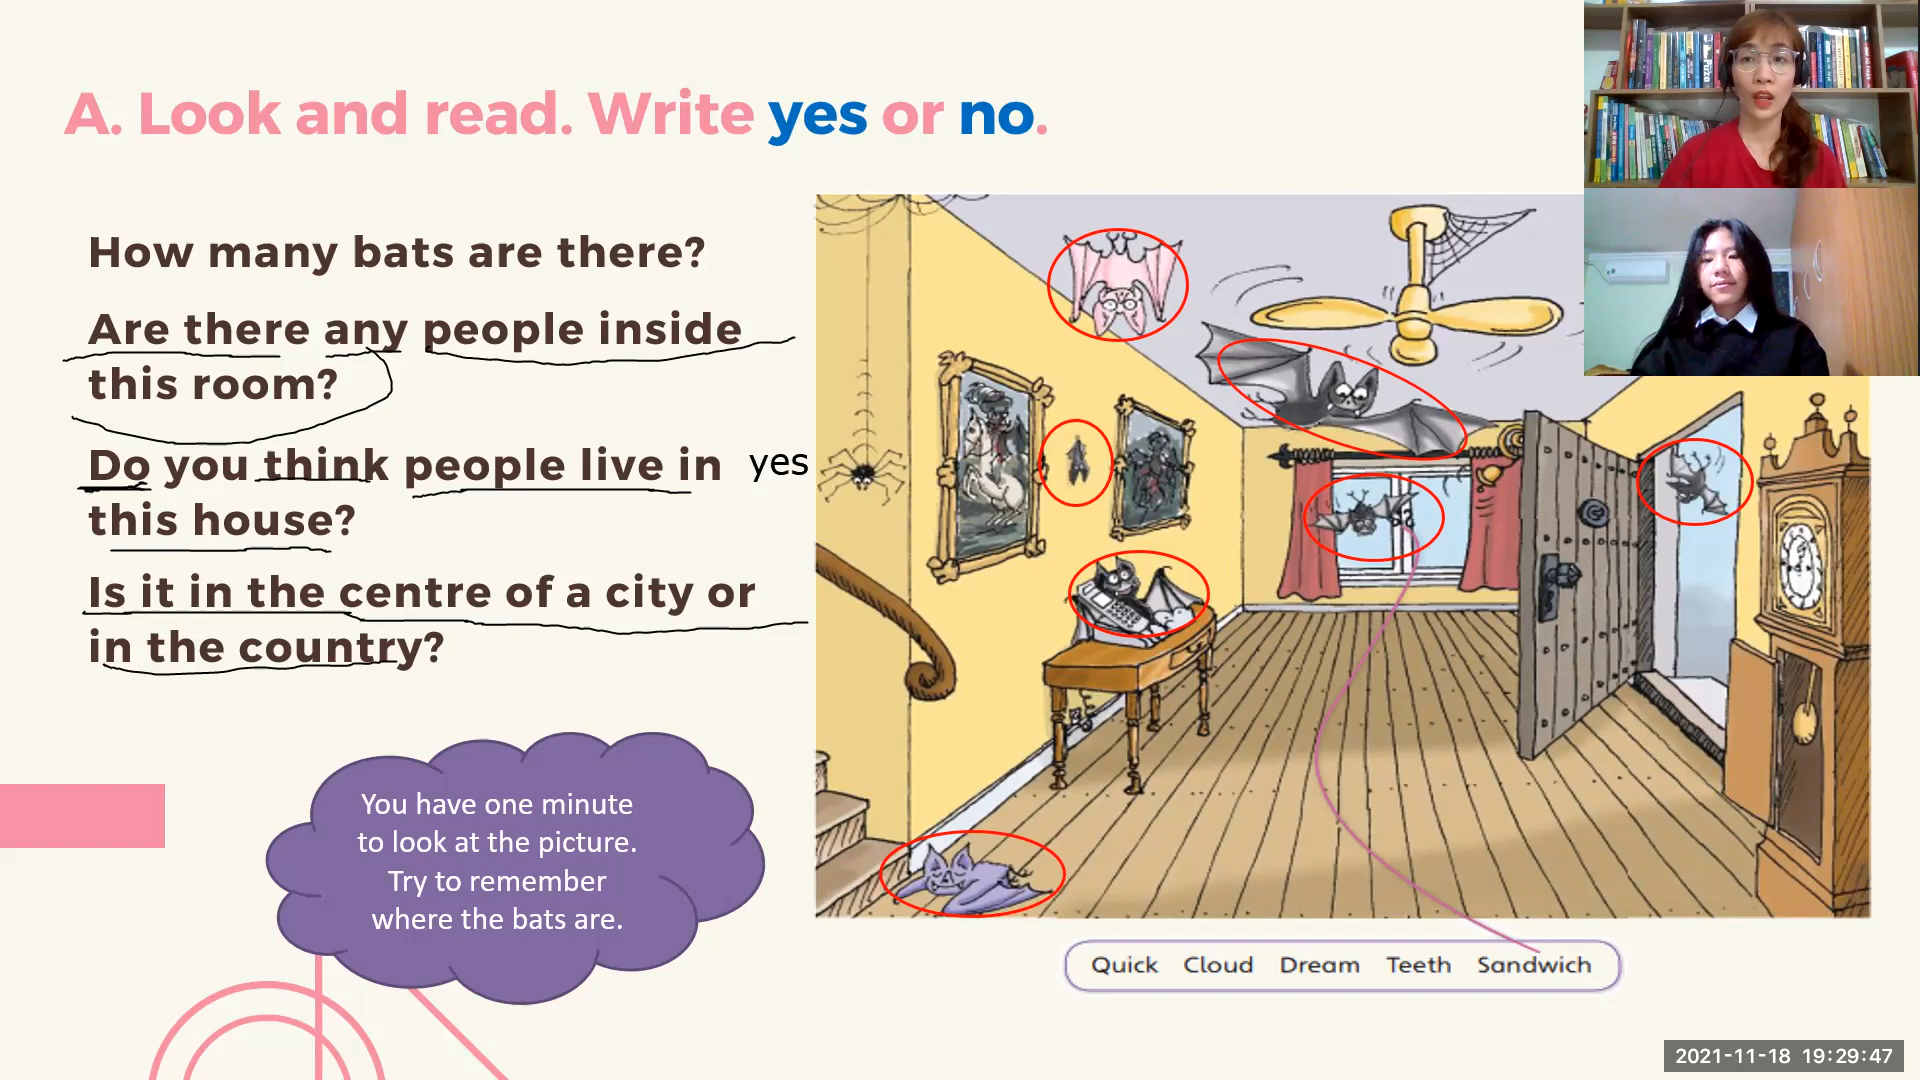 A. Look and read. Write yes or no.
How many bats are there?
Are there any people inside
this room?
Do you think people live in yes
this house?
Is it in the centre of a city or
in the country?
You have one minute
to look at the picture.
Try to remember
where the bats are.
Quick Cloud Dream Teeth Sandwich
2021-11-18 19:29:47